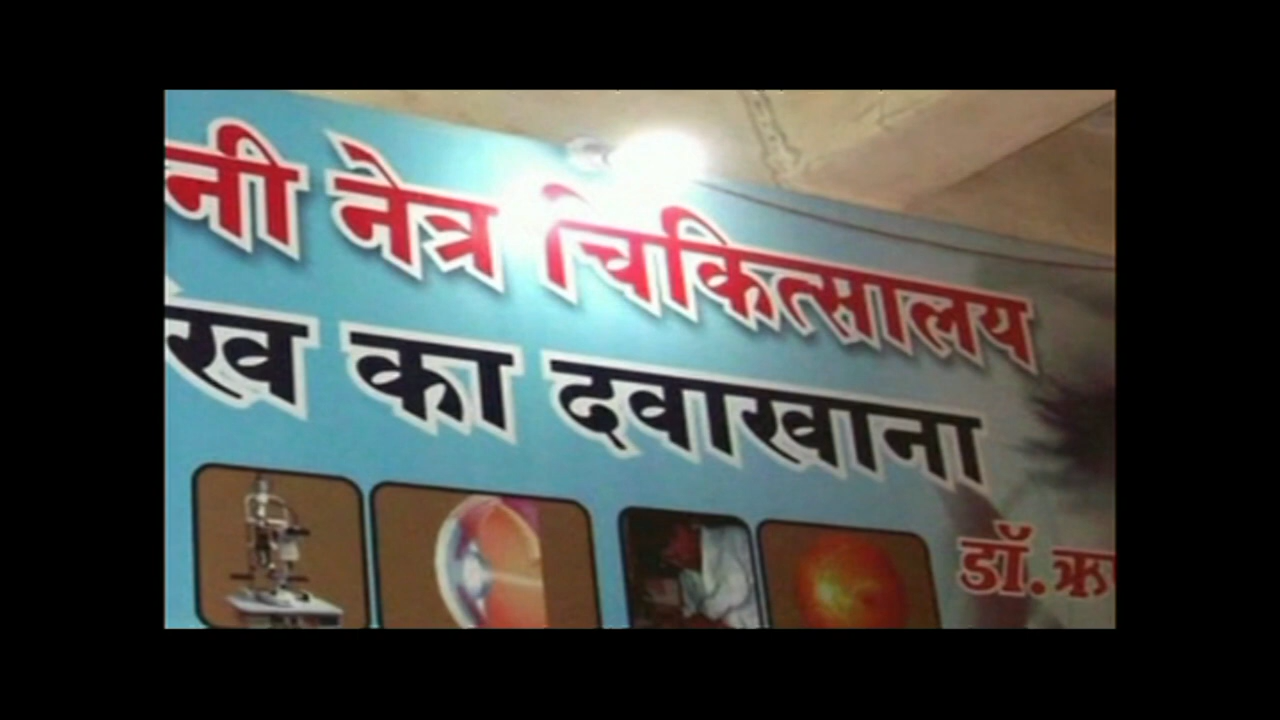 नी नेत्र चिकित्सालय
ख का दवाखाना
डॉ.